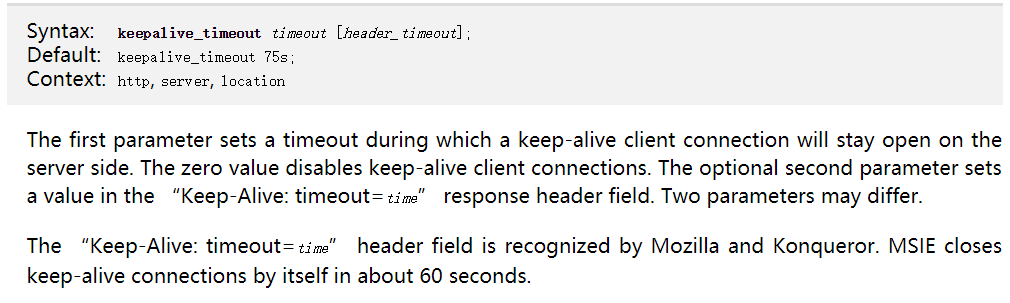 Syntax: keepalive_timeout timeout [header_timeout];
Default: keepalive_timeout 75s;
Context: http, server, location
The first parameter sets a timeout during which a keep-alive client connection will stay open on the
server side. The zero value disables keep-alive client connections. The optional second parameter sets
a value in the “Keep-Alive: timeout=time” response header field. Two parameters may differ.
The “Keep-Alive: timeout=time” header field is recognized by Mozilla and Konqueror. MSIE closes
keep-alive connections by itself in about 60 seconds.